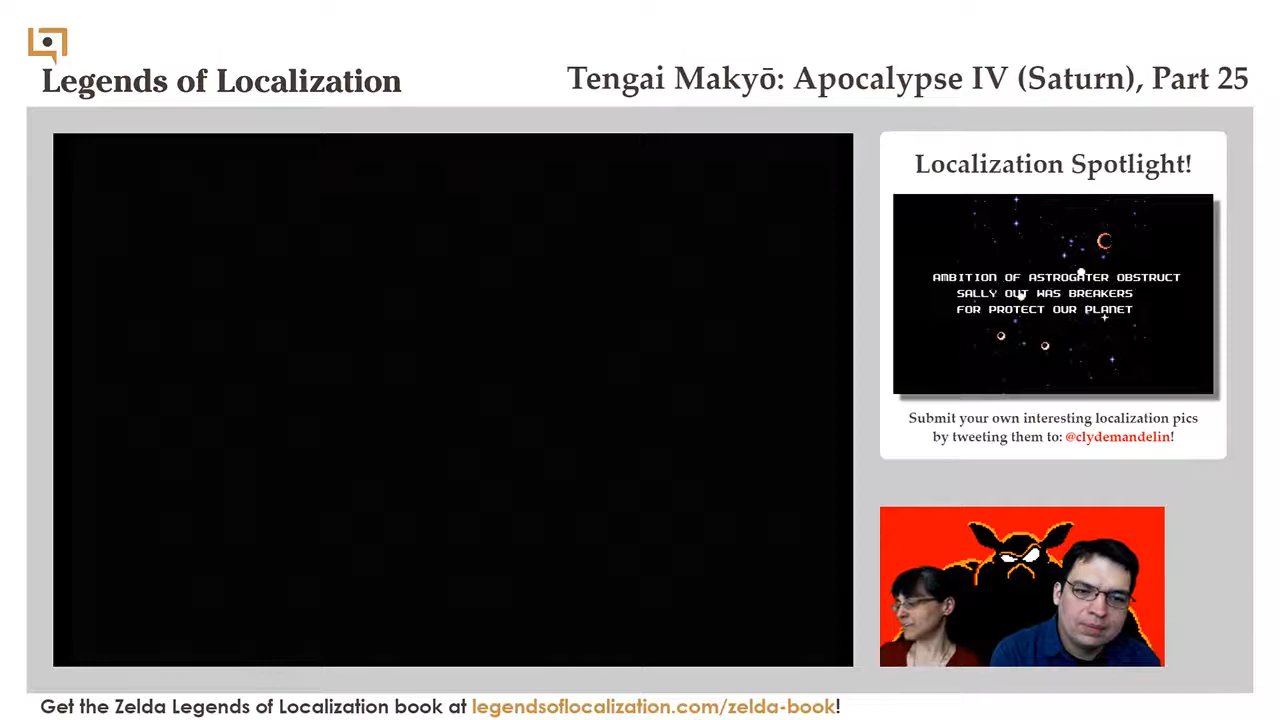 Legends of Localization
Tengai Makyō: Apocalypse IV (Saturn), Part 25
Localization Spotlight!
AMBITION OF ASTROGATER OBSTRUCT
SALLY OUT WAS BREAKERS
FOR PROTECT OUR PLANET
Submit your own interesting localization pics
by tweeting them to: @clydemandelin!
Get the Zelda Legends of Localization book at legendsoflocalization.com/zelda-book!